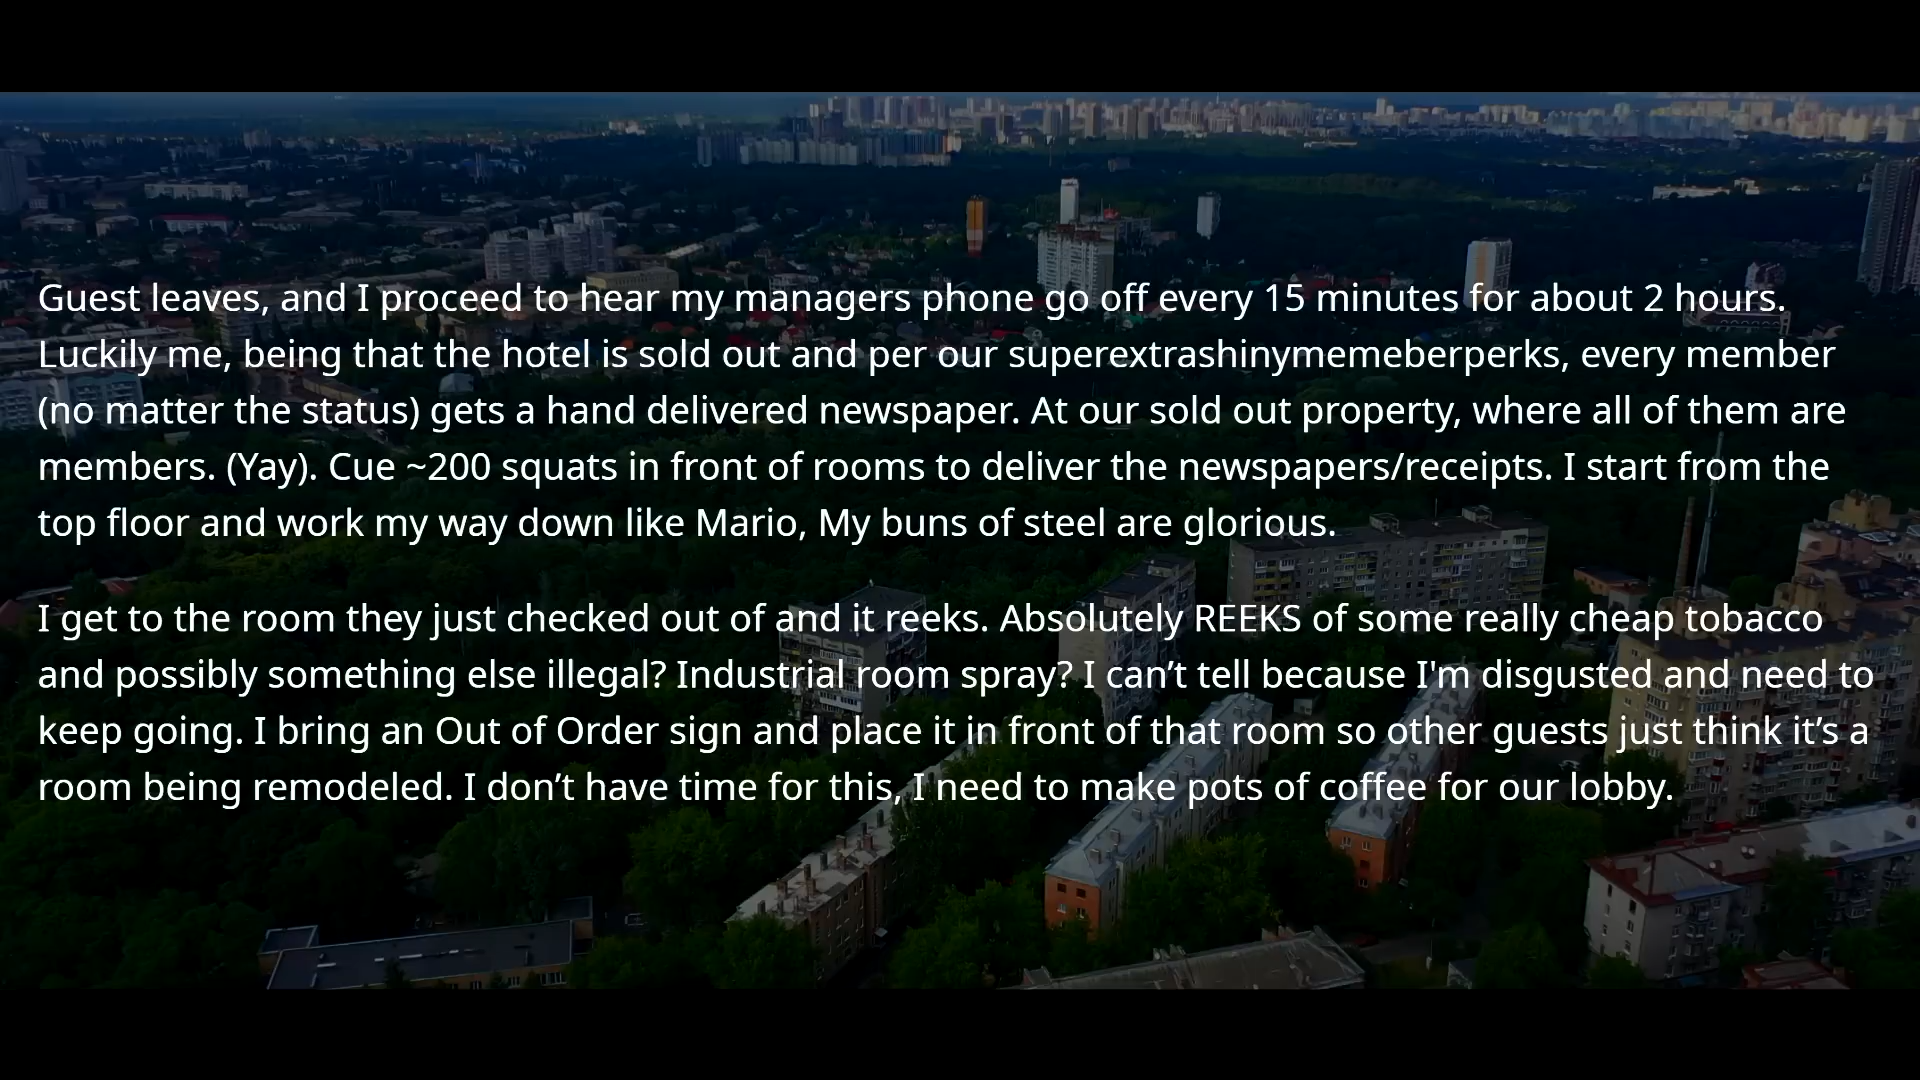 Guest leaves, and I proceed to hear my managers phone go off every 15 minutes for about 2 hours.
Luckily me, being that the hotel is sold out and per our superextrashinymemeberperks, every member
(no matter the status) gets a hand delivered newspaper. At our sold out property, where all of them are
members. (Yay). Cue ~200 squats in front of rooms to deliver the newspapers/receipts. I start from the
top floor and work my way down like Mario, My buns of steel are glorious.
I get to the room they just checked out of and it reeks. Absolutely REEKS of some really cheap tobacco
and possibly something else illegal? Industrial room spray? I can’t tell because I'm disgusted and need to
keep going. I bring an Out of Order sign and place it in front of that room so other guests just think it’s a
room being remodeled. I don’t have time for this, I need to make pots of coffee for our lobby.